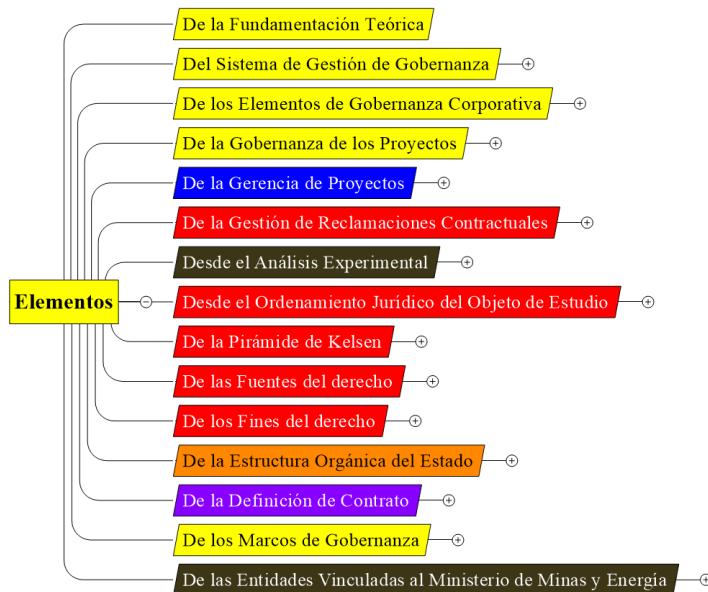 De la Fundamentación Teórica
Del Sistema de Gestión de Gobernanza
De los Elementos de Gobernanza Corporativa
De la Gobernanza de los Proyectos
De la Gerencia de Proyectos
De la Gestión de Reclamaciones Contractuales
Desde el Análisis Experimental
Elementos
Desde el Ordenamiento Jurídico del Objeto de Estudio
De la Pirámide de Kelsen
De las Fuentes del derecho
De los Fines del derecho
De la Estructura Orgánica del Estado
De la Definición de Contrato
De los Marcos de Gobernanza
De las Entidades Vinculadas al Ministerio de Minas y Energía